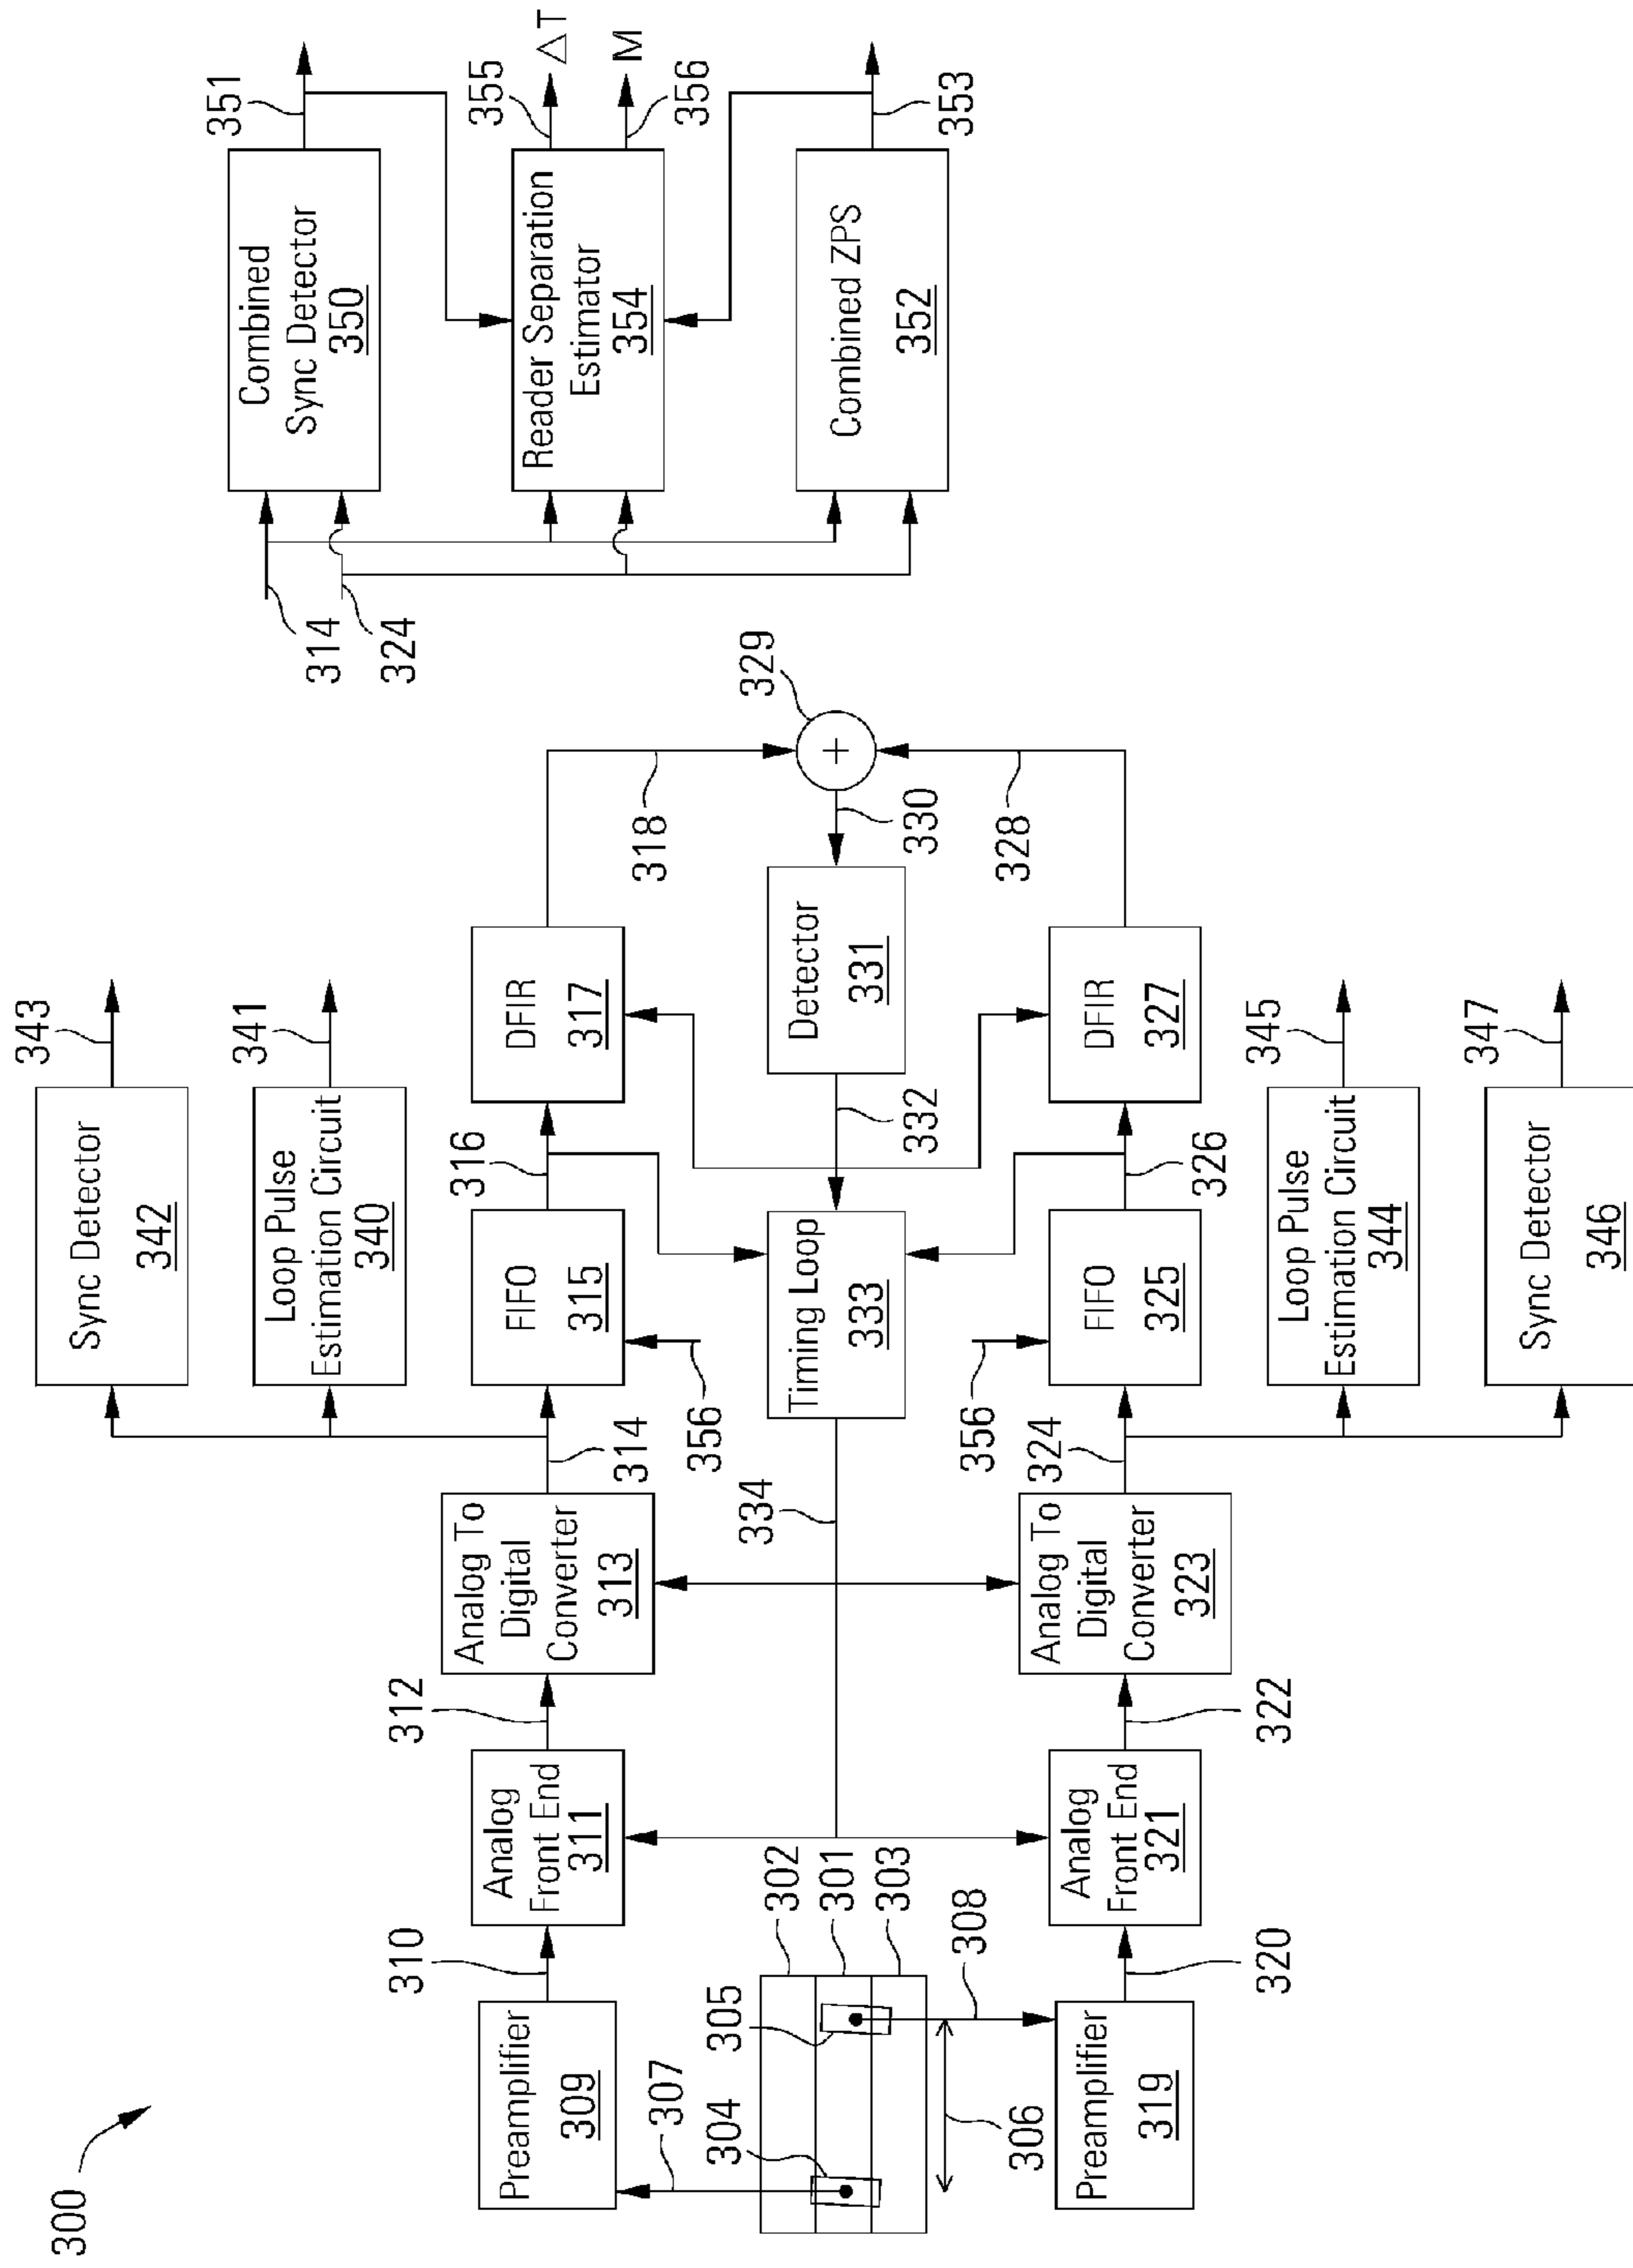 300
343
Sync Detector
342
341
Loop Pulse
Estimation Circuit
340
310
Preamplifier
309
Analog
Front End
311
312
Analog To
Digital
Converter
313
314
FIFO
315
356
316
DFIR
317
318
307
304
305
302
301
303
306
308
334
Timing Loop
333
332
Detector
331
330
329
+
328
320
Preamplifier
319
Analog
Front End
321
322
Analog To
Digital
Converter
323
324
356
FIFO
325
326
DFIR
327
Loop Pulse
Estimation Circuit
344
345
Sync Detector
346
347
314
324
Combined
Sync Detector
350
351
Reader Separation
Estimator
354
355
△T
M
356
Combined ZPS
352
353